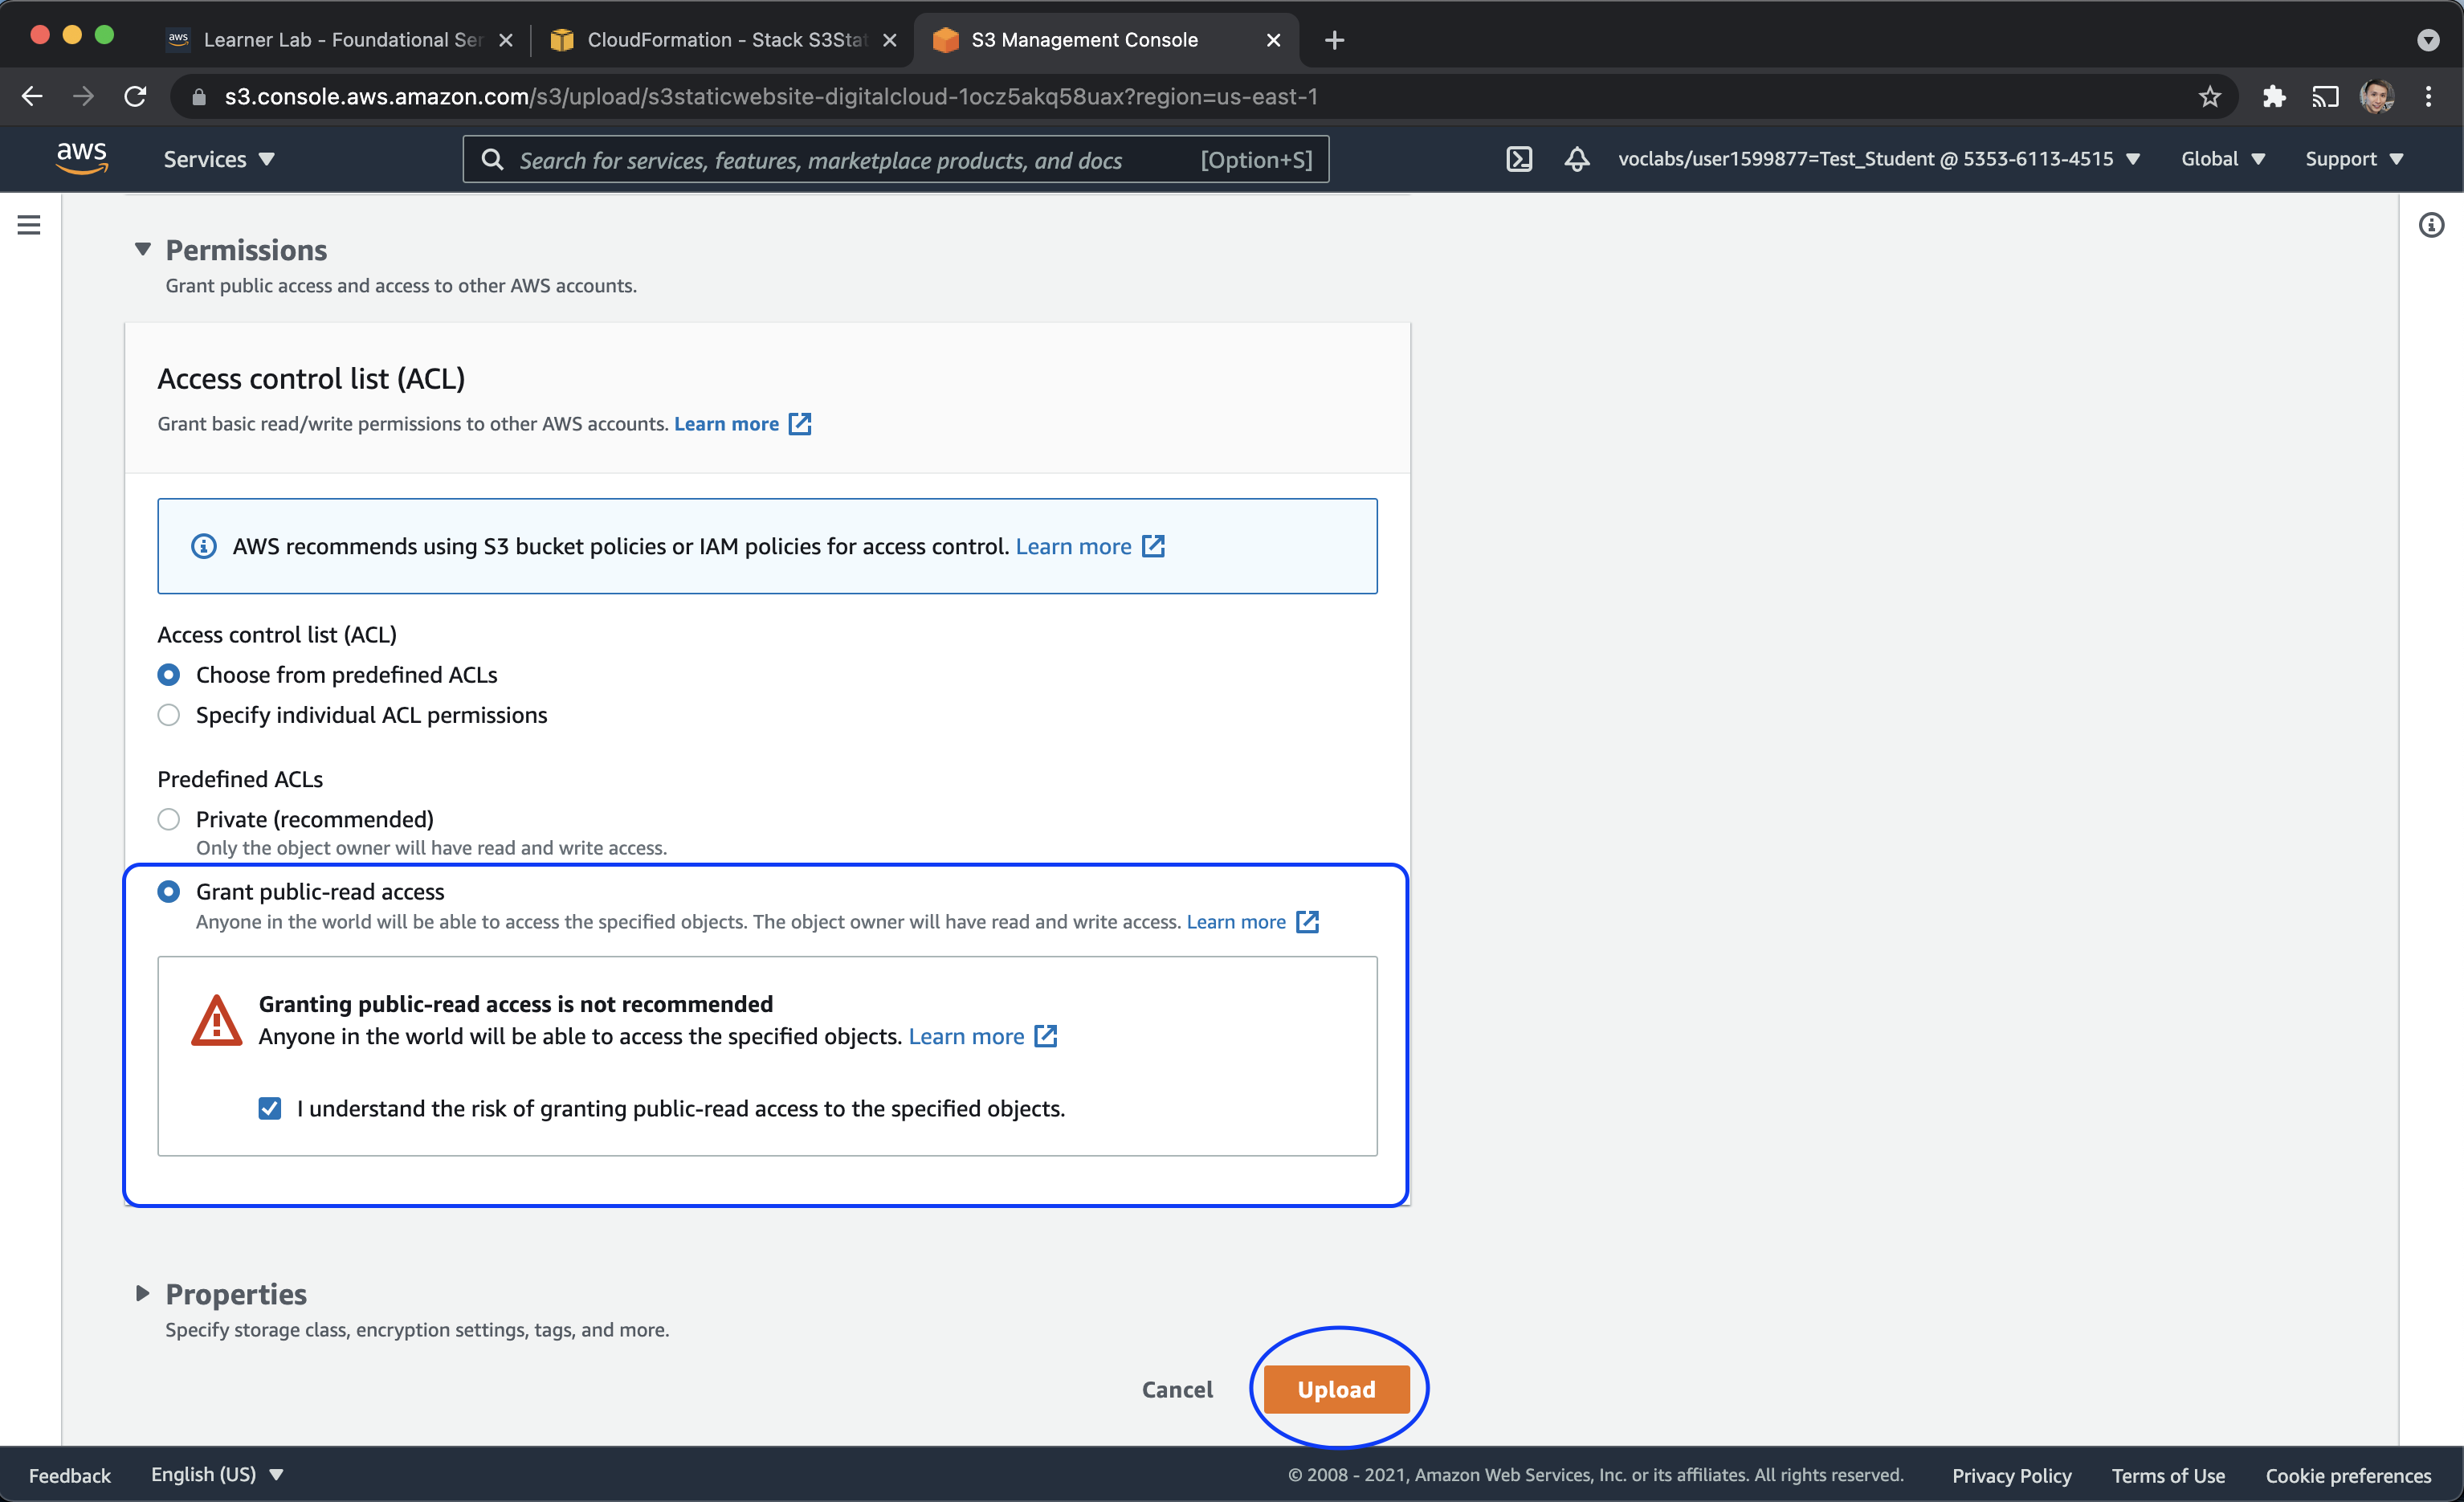 aws Learner Lab - Foundational Ser
CloudFormation - Stack S3Stat
S3 Management Console
s3.console.aws.amazon.com/s3/upload/s3staticwebsite-digitalcloud-1ocz5akq58uax?region=us-east-1
aws
Services
Search for services, features, marketplace products, and docs [Option+S]
voclabs/user1599877=Test_Student @ 5353-6113-4515
Global
Support
Permissions
Grant public access and access to other AWS accounts.
Access control list (ACL)
Grant basic read/write permissions to other AWS accounts. Learn more
AWS recommends using S3 bucket policies or IAM policies for access control. Learn more
Access control list (ACL)
Choose from predefined ACLs
Specify individual ACL permissions
Predefined ACLs
Private (recommended)
Only the object owner will have read and write access.
Grant public-read access
Anyone in the world will be able to access the specified objects. The object owner will have read and write access. Learn more
Granting public-read access is not recommended
Anyone in the world will be able to access the specified objects. Learn more
I understand the risk of granting public-read access to the specified objects.
Properties
Specify storage class, encryption settings, tags, and more.
Cancel
Upload
Feedback
English (US)
© 2008 - 2021, Amazon Web Services, Inc. or its affiliates. All rights reserved.
Privacy Policy
Terms of Use
Cookie preferences